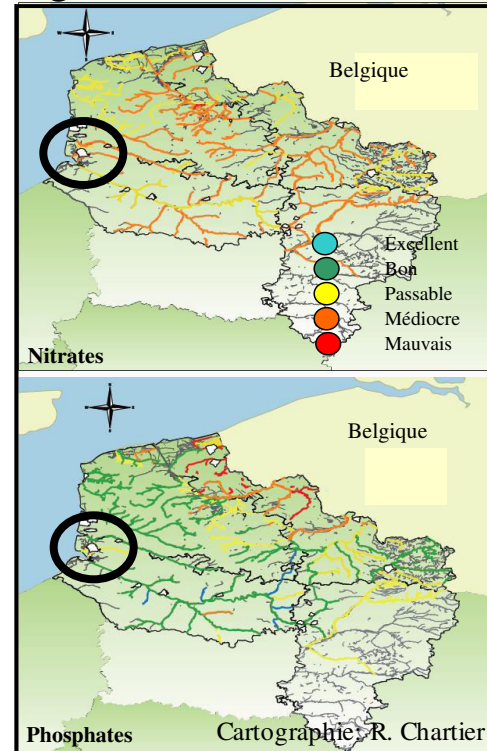 Belgique
Excellent
Bon
Passable
Médiocre
Mauvais
Nitrates
Belgique
Phosphates
Cartographie: R. Chartier